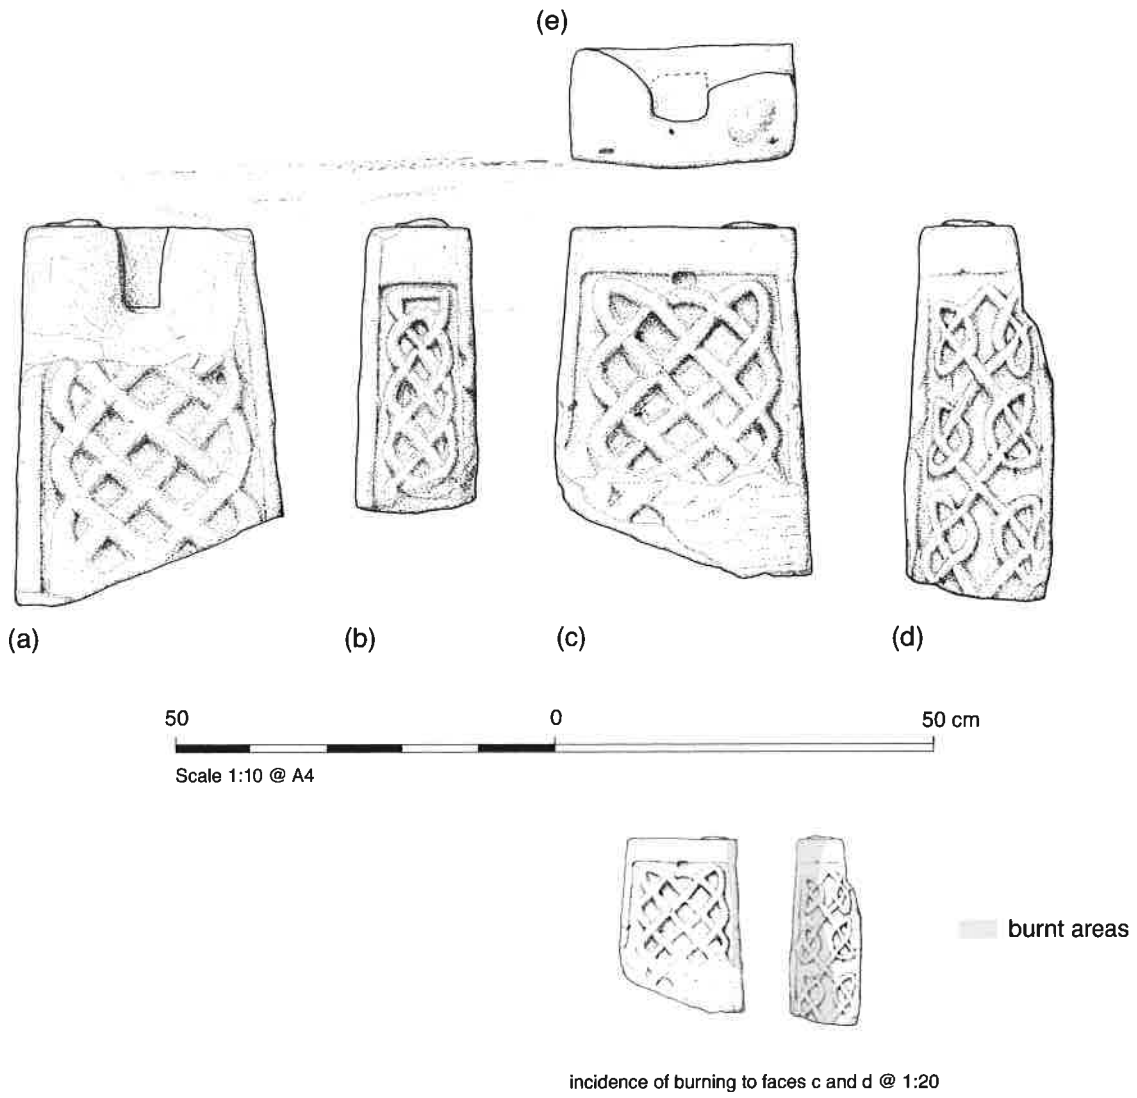 (e)
(a) (b) (c) (d)
50 0 50 cm
Scale 1:10 @ A4
burnt areas
incidence of burning to faces c and d @ 1:20